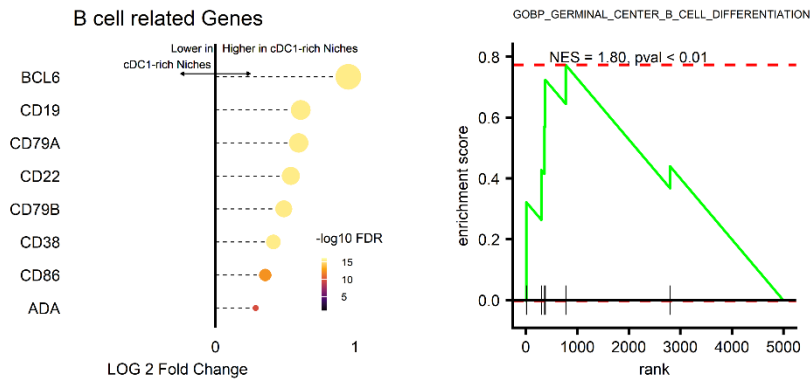 B cell related Genes
Lower in
cDC1-rich Niches
Higher in cDC1-rich Niches
BCL6
CD19
CD79A
CD22
CD79B
CD38
CD86
ADA
-log10 FDR
15
10
5
0
1
LOG 2 Fold Change
GOBP_GERMINAL_CENTER_B_CELL_DIFFERENTIATION
NES = 1.80, pval < 0.01
enrichment score
0.8
0.6
0.4
0.2
0.0
0
1000
2000
3000
4000
5000
rank